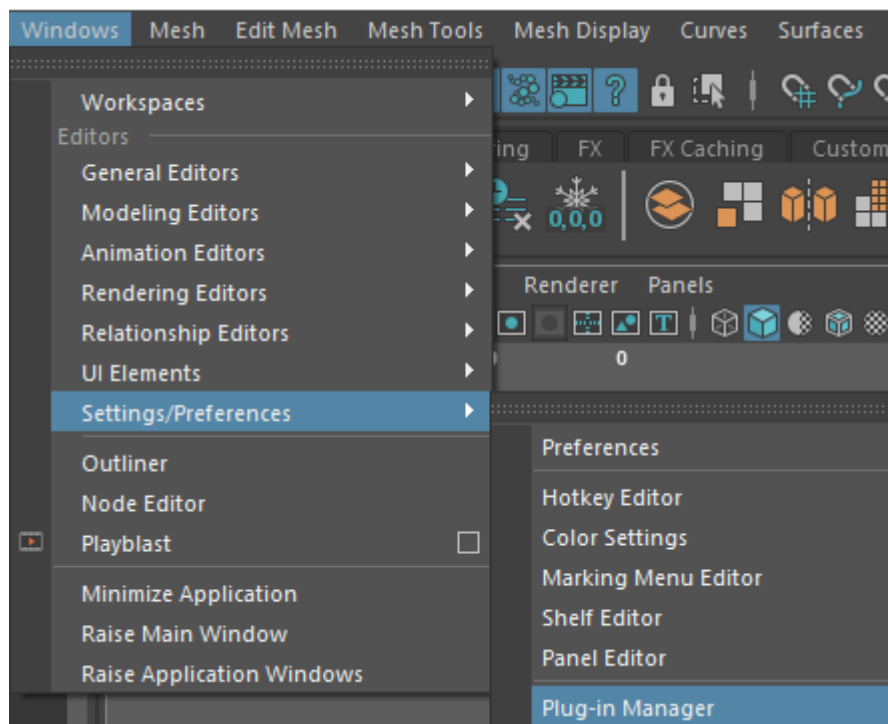 Windows Mesh Edit Mesh Mesh Tools Mesh Display Curves Surfaces
Workspaces
Editors
General Editors
Modeling Editors
Animation Editors
Rendering Editors
Relationship Editors
UI Elements
Settings/Preferences
Outliner
Node Editor
Playblast
Minimize Application
Raise Main Window
Raise Application Windows
FX FX Caching Custom
0,0,0
Renderer Panels
T
0
Preferences
Hotkey Editor
Color Settings
Marking Menu Editor
Shelf Editor
Panel Editor
Plug-in Manager